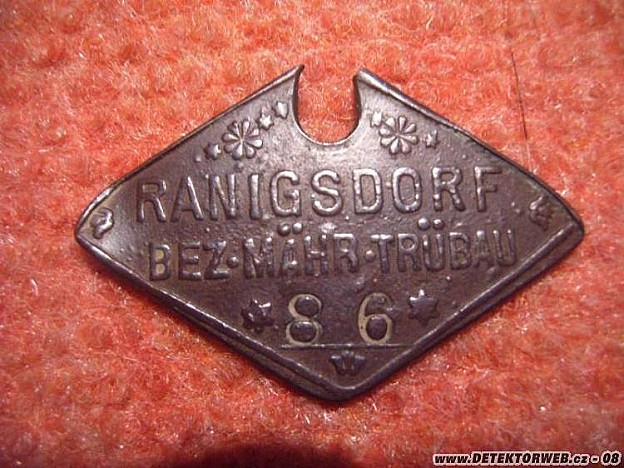 RANIGSDORF
BEZ·MÄHR·TRÜBAU
86
www.DETEKTORWEB.cz - 08